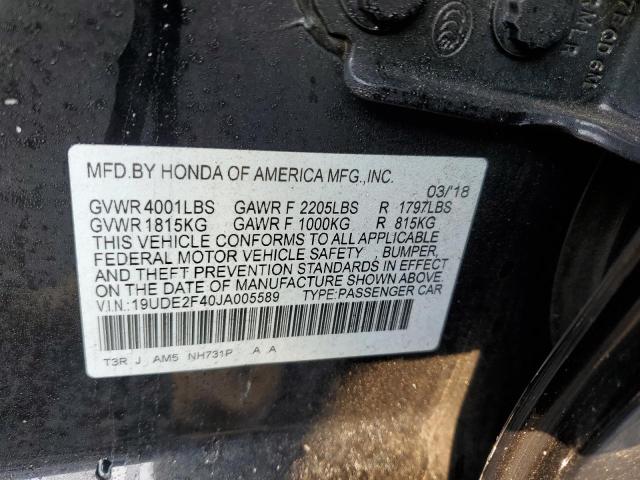 MFD.BY HONDA OF AMERICA MFG.,INC.
03/'18
GVWR 4001LBS GAWR F 2205LBS R 1797LBS
GVWR 1815KG GAWR F 1000KG R 815KG
THIS VEHICLE CONFORMS TO ALL APPLICABLE
FEDERAL MOTOR VEHICLE SAFETY BUMPER,
AND THEFT PREVENTION STANDARDS IN EFFECT
ON THE DATE OF MANUFACTURE SHOWN ABOVE.
V.I.N.:19UDE2F40JA005589 TYPE:PASSENGER CAR
T3R J AM5 NH731P A A